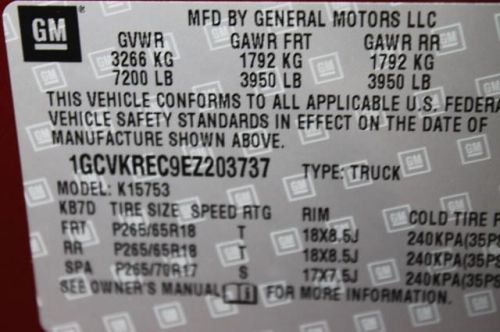 GM
MFD BY GENERAL MOTORS LLC
GVWR GAWR FRT GAWR RR
3266 KG 1792 KG 1792 KG
7200 LB 3950 LB 3950 LB
THIS VEHICLE CONFORMS TO ALL APPLICABLE U.S. FEDERA
VEHICLE SAFETY STANDARDS IN EFFECT ON THE DATE OF
MANUFACTURE SHOWN ABOVE.
1GCVKREC9EZ203737 TYPE: TRUCK
MODEL: K15753
KB7D TIRE SIZE SPEED RTG RIM COLD TIRE P
FRT P265/65R18 T 18X8.5J 240KPA(35PS
RR P265/65R18 T 18X8.5J 240KPA(35PS
SPA P265/70R17 S 17X7.5J 240KPA(35PS
SEE OWNER'S MANUAL FOR MORE INFORMATION.